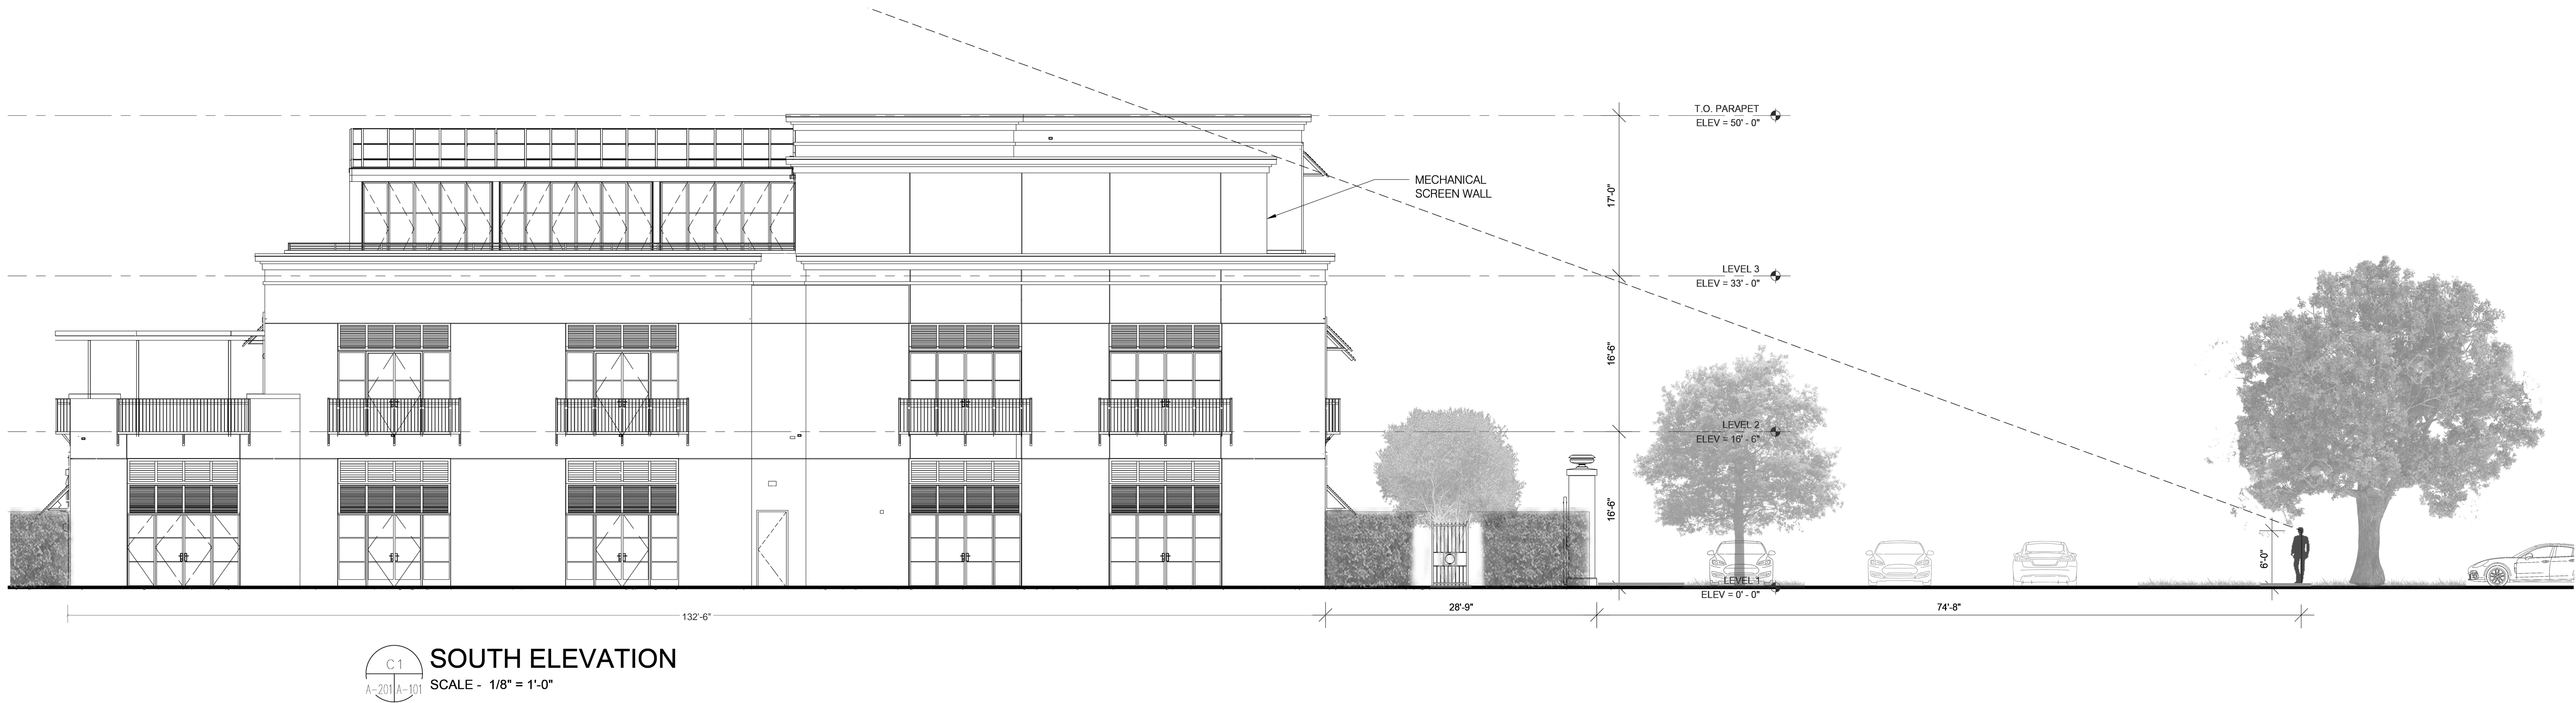 T.O. PARAPET
ELEV = 50' - 0"
17'-0"
MECHANICAL
SCREEN WALL
LEVEL 3
ELEV = 33' - 0"
16'-6"
LEVEL 2
ELEV = 16' - 6"
16'-6"
6'-0"
LEVEL 1
ELEV = 0' - 0"
132'-6"
28'-9"
74'-8"
C1
A-201 A-101
SOUTH ELEVATION
SCALE - 1/8" = 1'-0"